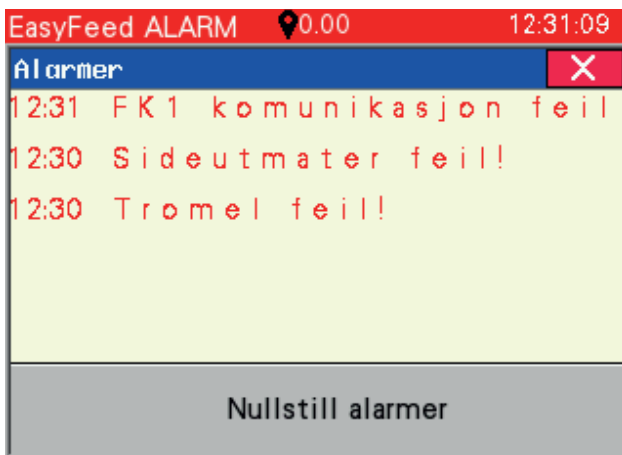 EasyFeed ALARM 0.00 12:31:09
Alarmer
12:31 FK1 komunikasjon feil
12:30 Sideutmater feil!
12:30 Tromel feil!
Nullstill alarmer